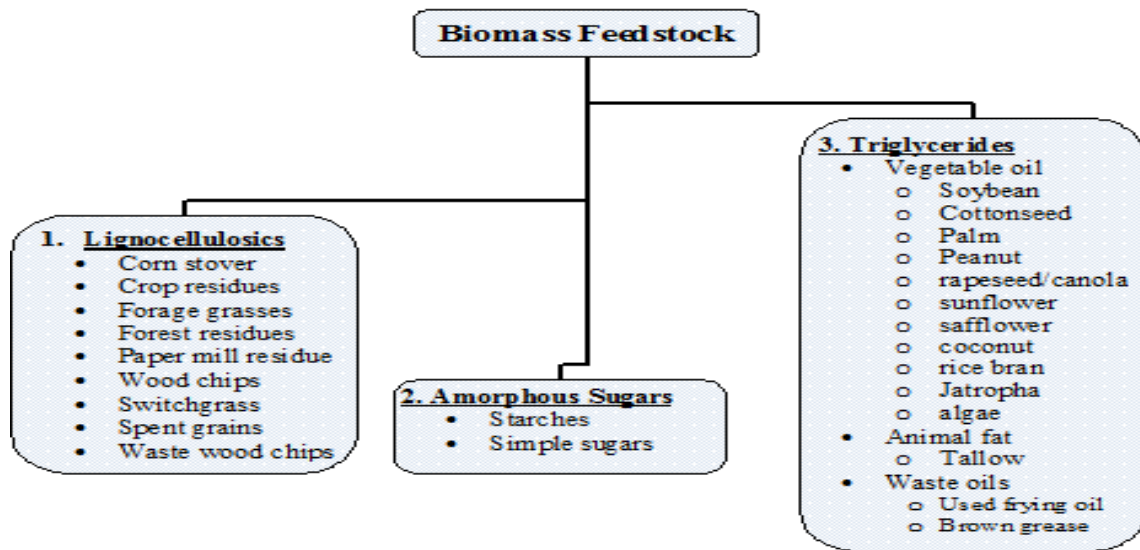 Biomass Feedstock
1. Lignocellulosics
• Corn stover
• Crop residues
• Forage grasses
• Forest residues
• Paper mill residue
• Wood chips
• Switchgrass
• Spent grains
• Waste wood chips
2. Amorphous Sugars
• Starches
• Simple sugars
3. Triglycerides
• Vegetable oil
o Soybean
o Cottonseed
o Palm
o Peanut
o rapeseed/canola
o sunflower
o safflower
o coconut
o rice bran
o Jatropha
o algae
• Animal fat
o Tallow
• Waste oils
o Used frying oil
o Brown grease